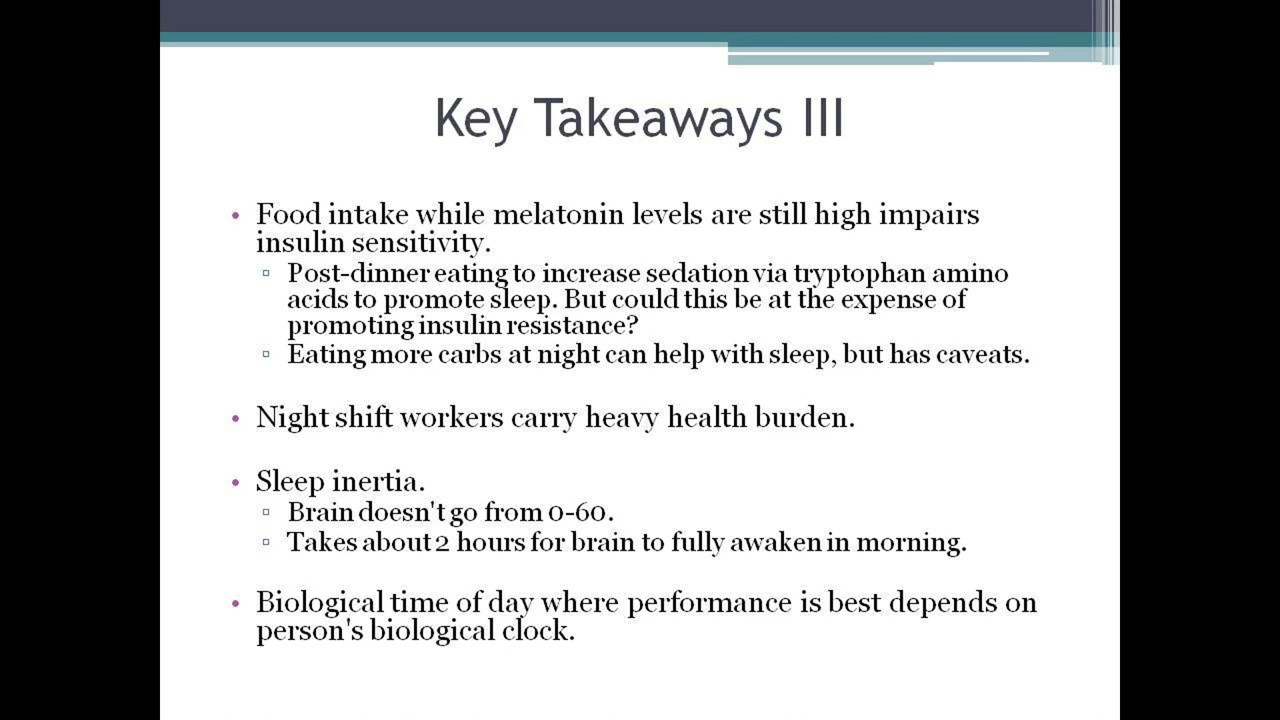 Key Takeaways III
• Food intake while melatonin levels are still high impairs
insulin sensitivity.
▫ Post-dinner eating to increase sedation via tryptophan amino
acids to promote sleep. But could this be at the expense of
promoting insulin resistance?
▫ Eating more carbs at night can help with sleep, but has caveats.
• Night shift workers carry heavy health burden.
• Sleep inertia.
▫ Brain doesn't go from 0-60.
▫ Takes about 2 hours for brain to fully awaken in morning.
• Biological time of day where performance is best depends on
person's biological clock.